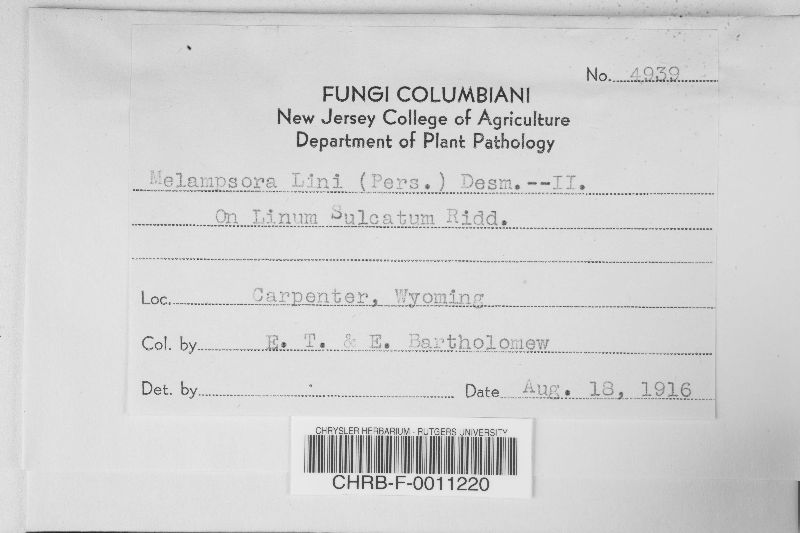 No. 4939
FUNGI COLUMBIANI
New Jersey College of Agriculture
Department of Plant Pathology
Melampsora Lini (Pers.) Desm.--II.
On Linum Sulcatum Ridd.
Loc. Carpenter, Wyoming
Col. by E. T. & E. Bartholomew
Det. by Date Aug. 18, 1916
CHRYSLER HERBARIUM - RUTGERS UNIVERSITY
CHRB-F-0011220